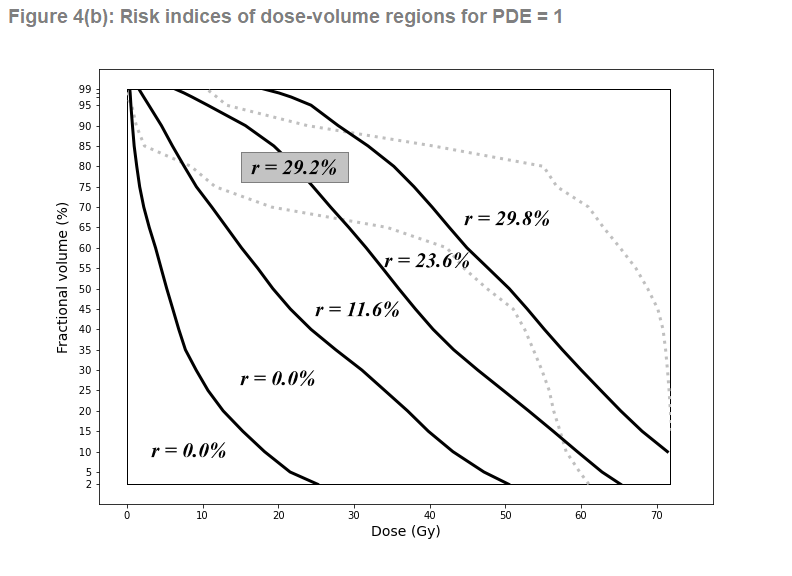 Figure 4(b): Risk indices of dose-volume regions for PDE = 1
99
95
90
85
80
75
70
65
60
55
50
45
40
35
30
25
20
15
10
5
2
Fractional volume (%)
r = 29.2%
r = 29.8%
r = 23.6%
r = 11.6%
r = 0.0%
r = 0.0%
0 10 20 30 40 50 60 70
Dose (Gy)